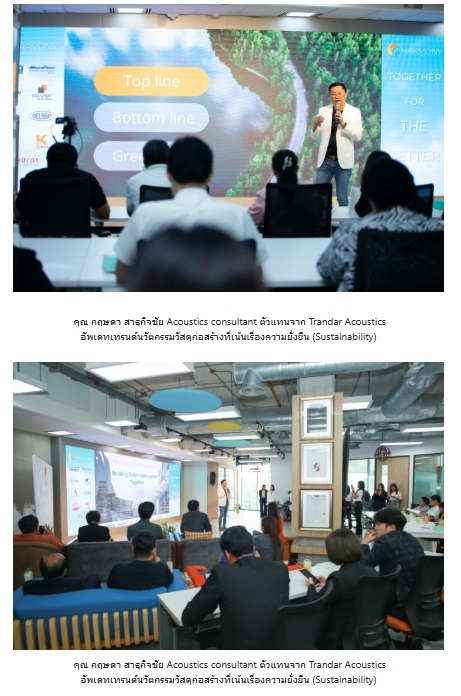 HARMONY
TOGETHER
FOR
THE
BETTER
Top line
Bottom line
SOLUMAT
คุณ กฤษดา สาธุกิจชัย Acoustics consultant ตัวแทนจาก Trandar Acoustics
อัพเดทเทรนด์นวัตกรรมวัสดุก่อสร้างที่เน้นเรื่องความยั่งยืน (Sustainability)
Building Green Construction
Together
คุณ กฤษดา สาธุกิจชัย Acoustics consultant ตัวแทนจาก Trandar Acoustics
อัพเดทเทรนด์นวัตกรรมวัสดุก่อสร้างที่เน้นเรื่องความยั่งยืน (Sustainability)